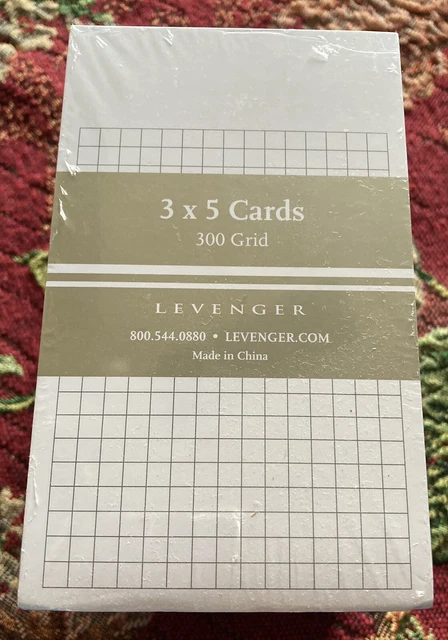 3 x 5 Cards
300 Grid
LEVENGER
800.544.0880 • LEVENGER.COM
Made in China